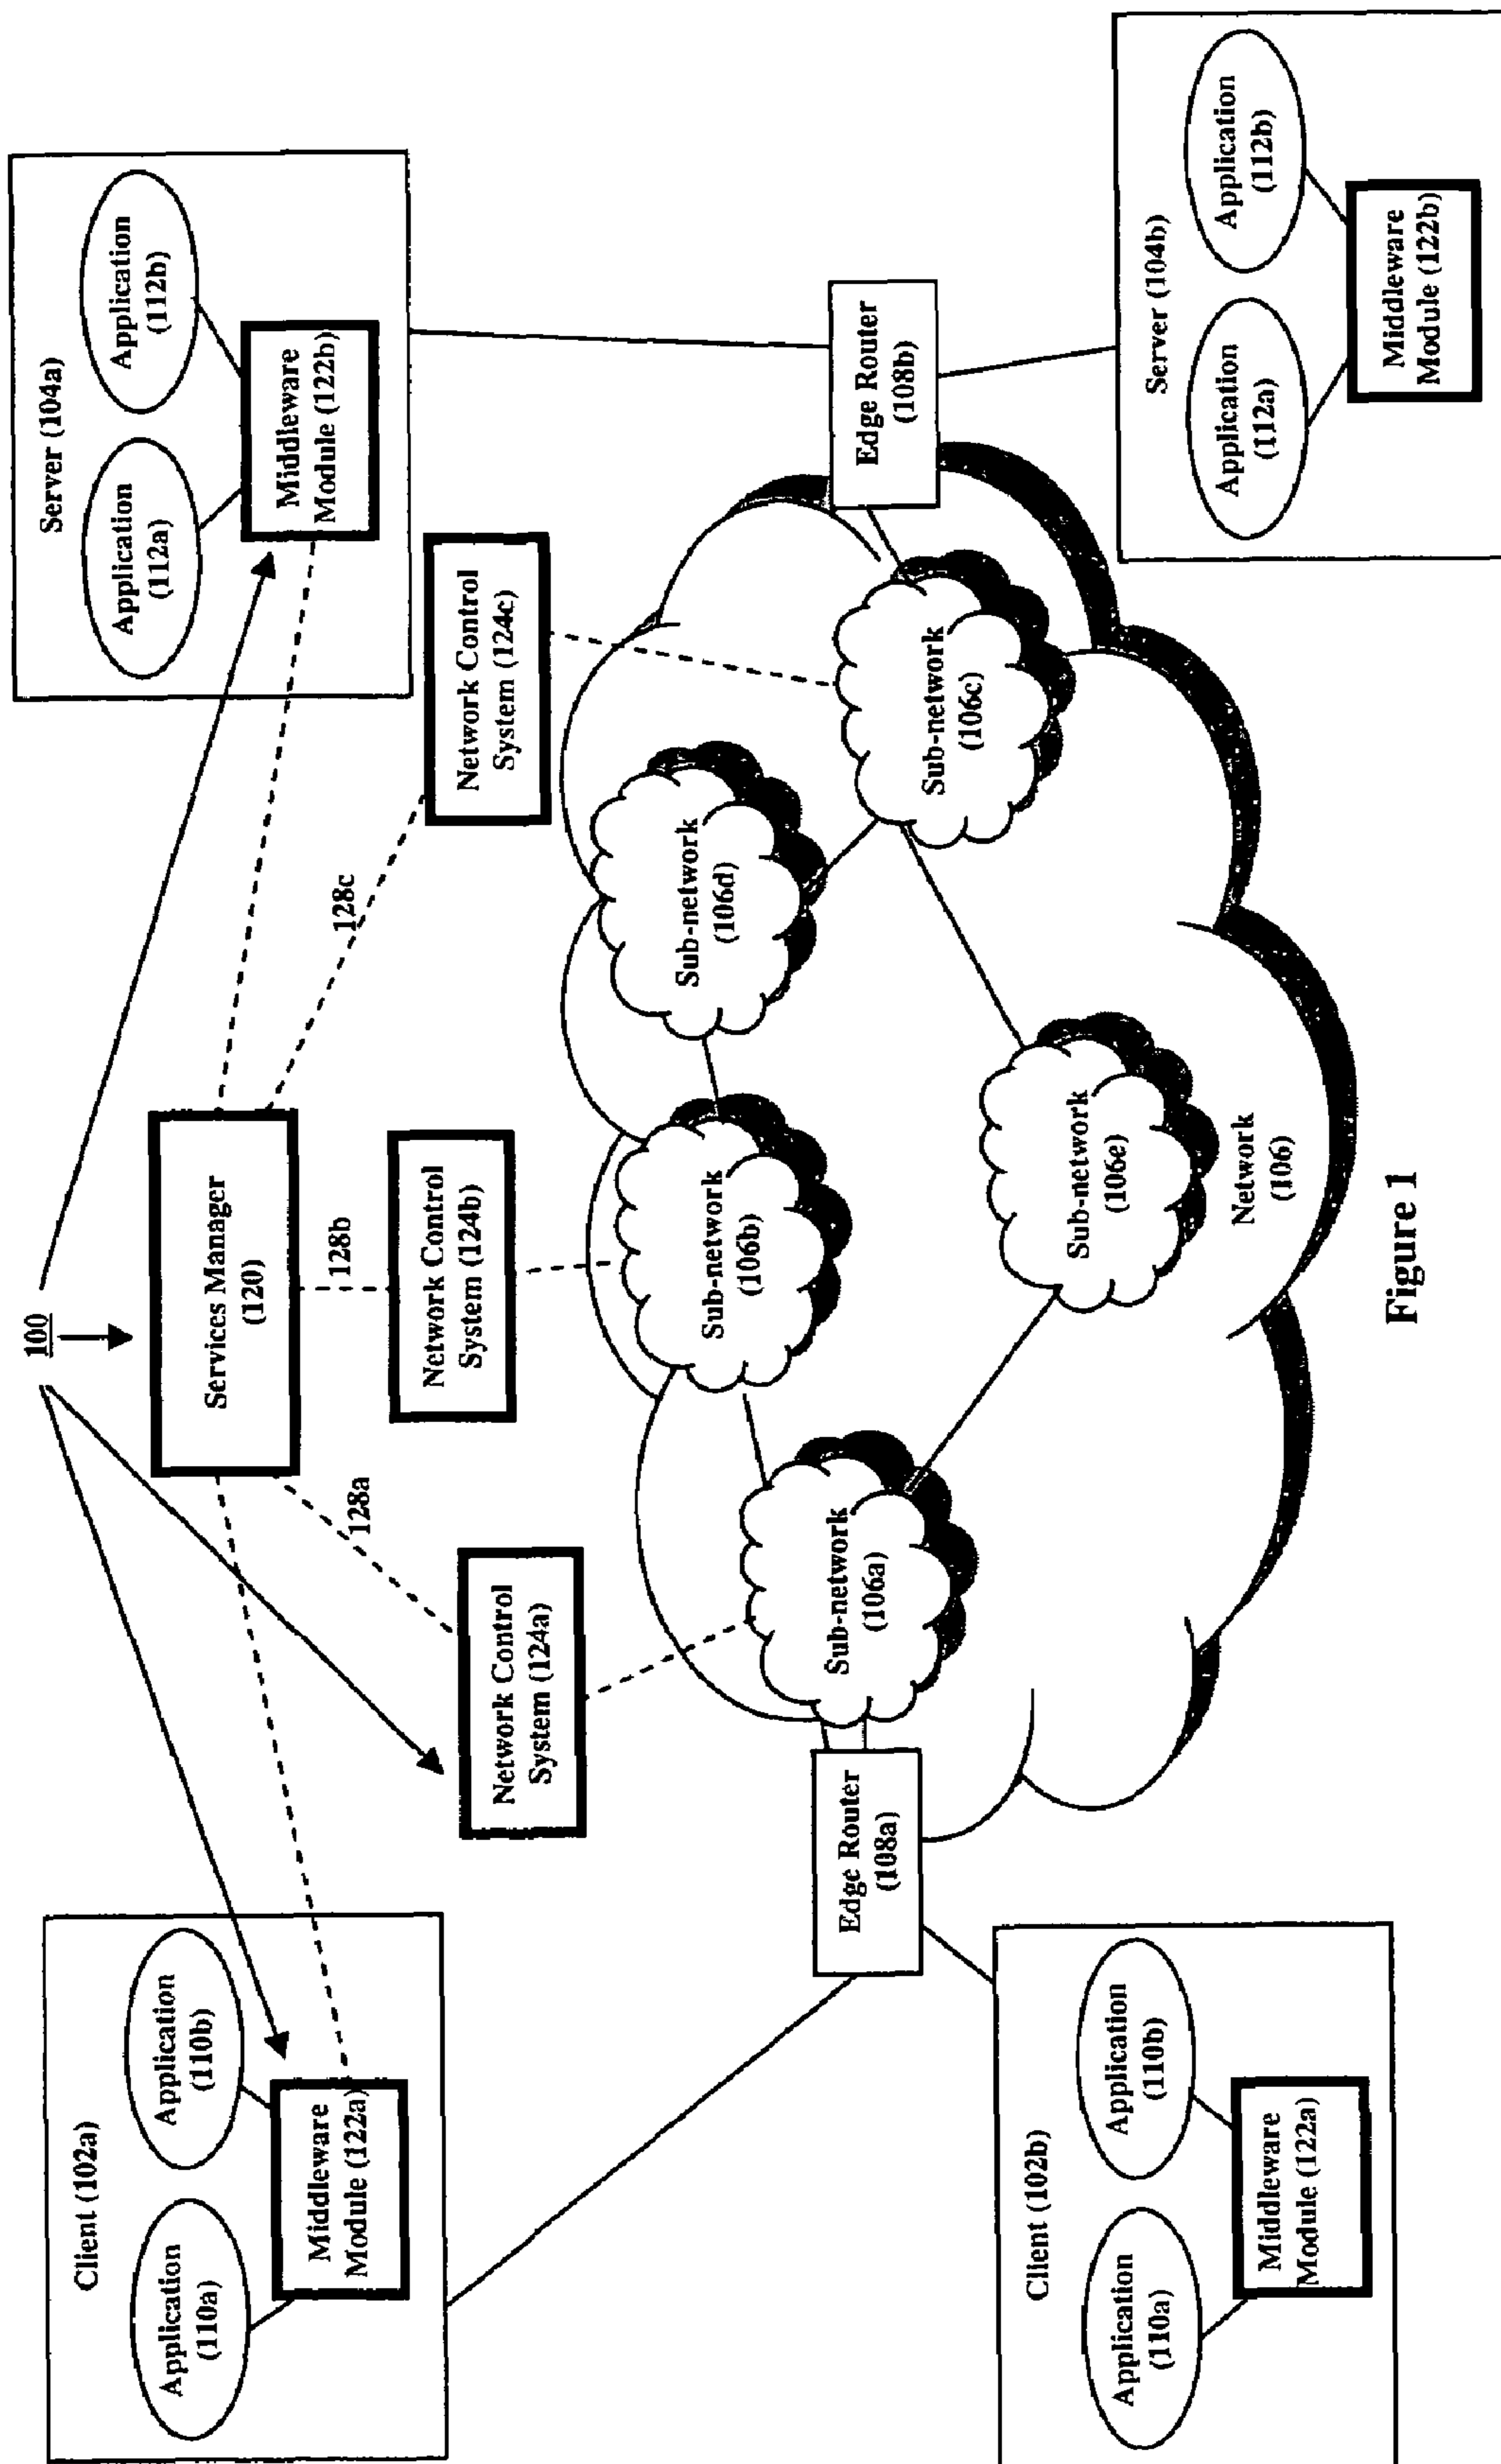 100
Client (102a)
Application
(110a)
Application
(110b)
Middleware
Module (122a)
Services Manager
(120)
Server (104a)
Application
(112a)
Application
(112b)
Middleware
Module (122b)
128a
128b
128c
Network Control
System (124a)
Network Control
System (124b)
Network Control
System (124c)
Edge Router
(108a)
Sub-network
(106a)
Sub-network
(106b)
Sub-network
(106d)
Sub-network
(106c)
Edge Router
(108b)
Sub-network
(106e)
Network
(106)
Client (102b)
Application
(110a)
Application
(110b)
Middleware
Module (122a)
Server (104b)
Application
(112a)
Application
(112b)
Middleware
Module (122b)
Figure 1